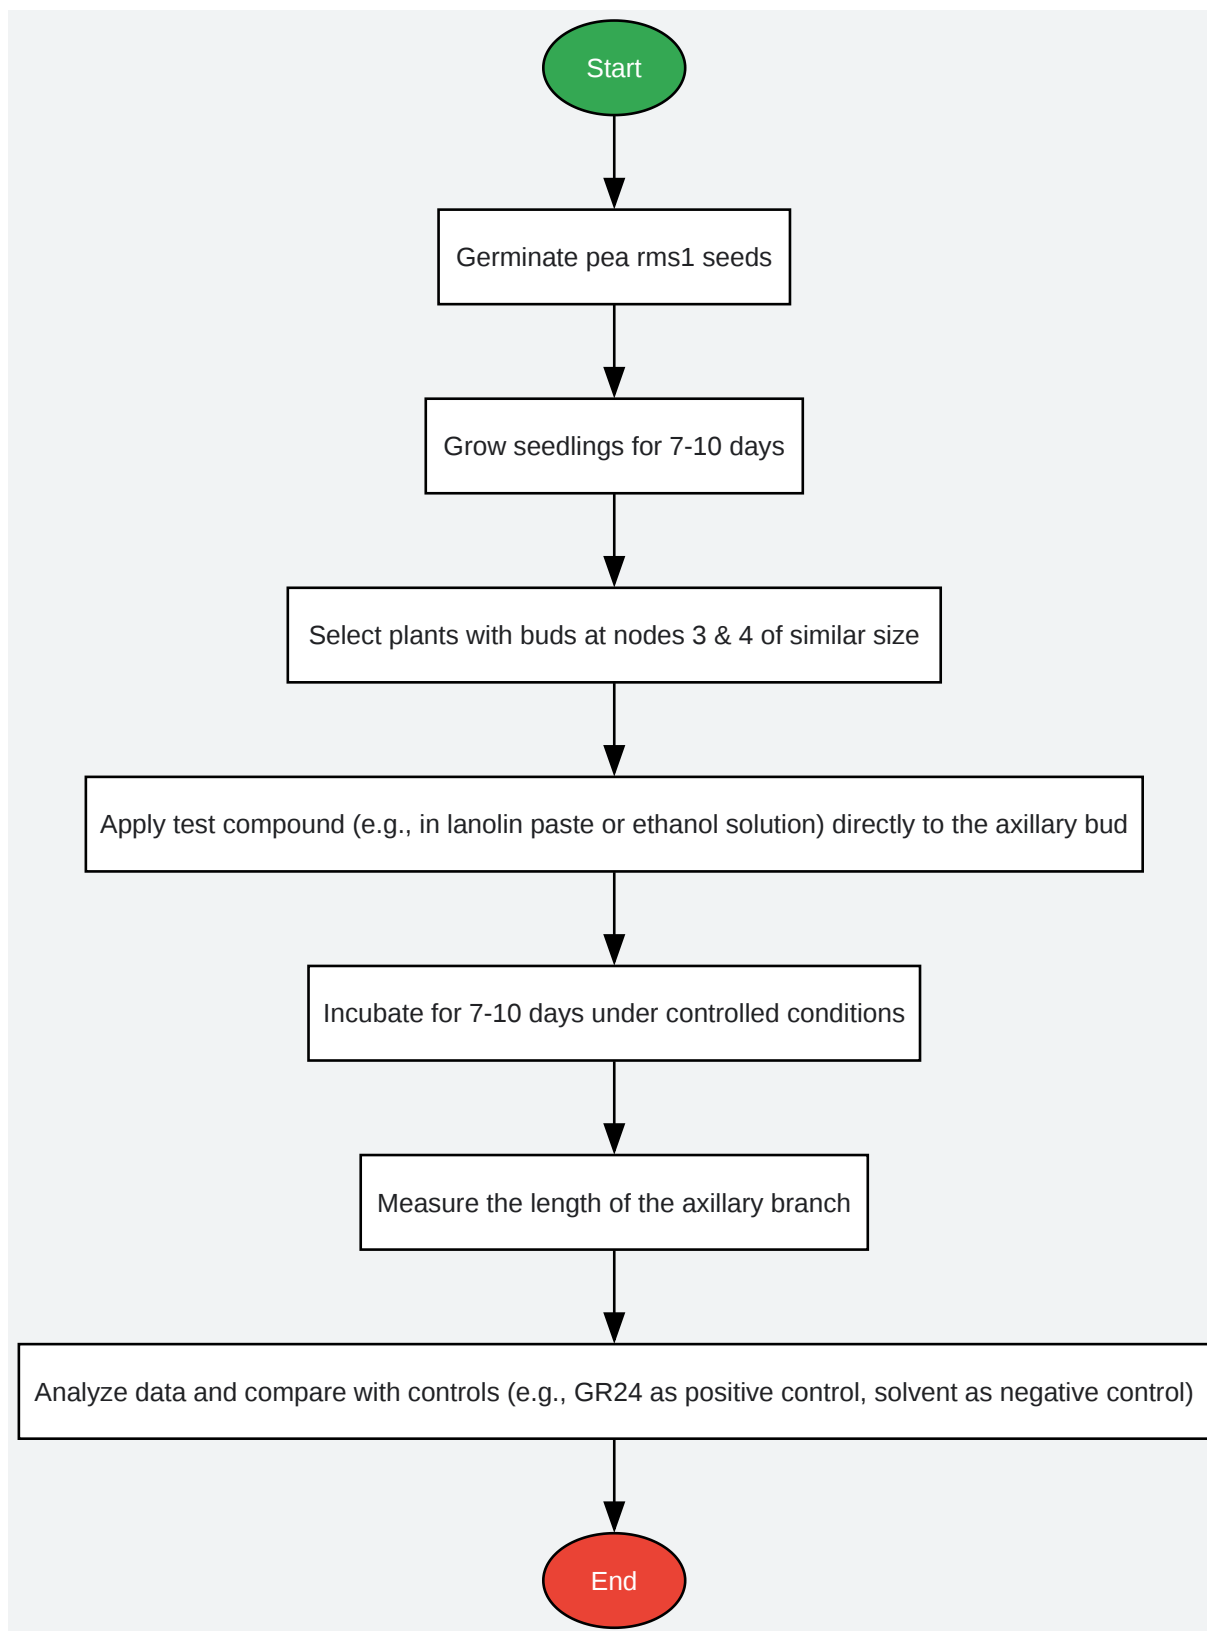 Start
Germinate pea rms1 seeds
Grow seedlings for 7-10 days
Select plants with buds at nodes 3 & 4 of similar size
Apply test compound (e.g., in lanolin paste or ethanol solution) directly to the axillary bud
Incubate for 7-10 days under controlled conditions
Measure the length of the axillary branch
Analyze data and compare with controls (e.g., GR24 as positive control, solvent as negative control)
End